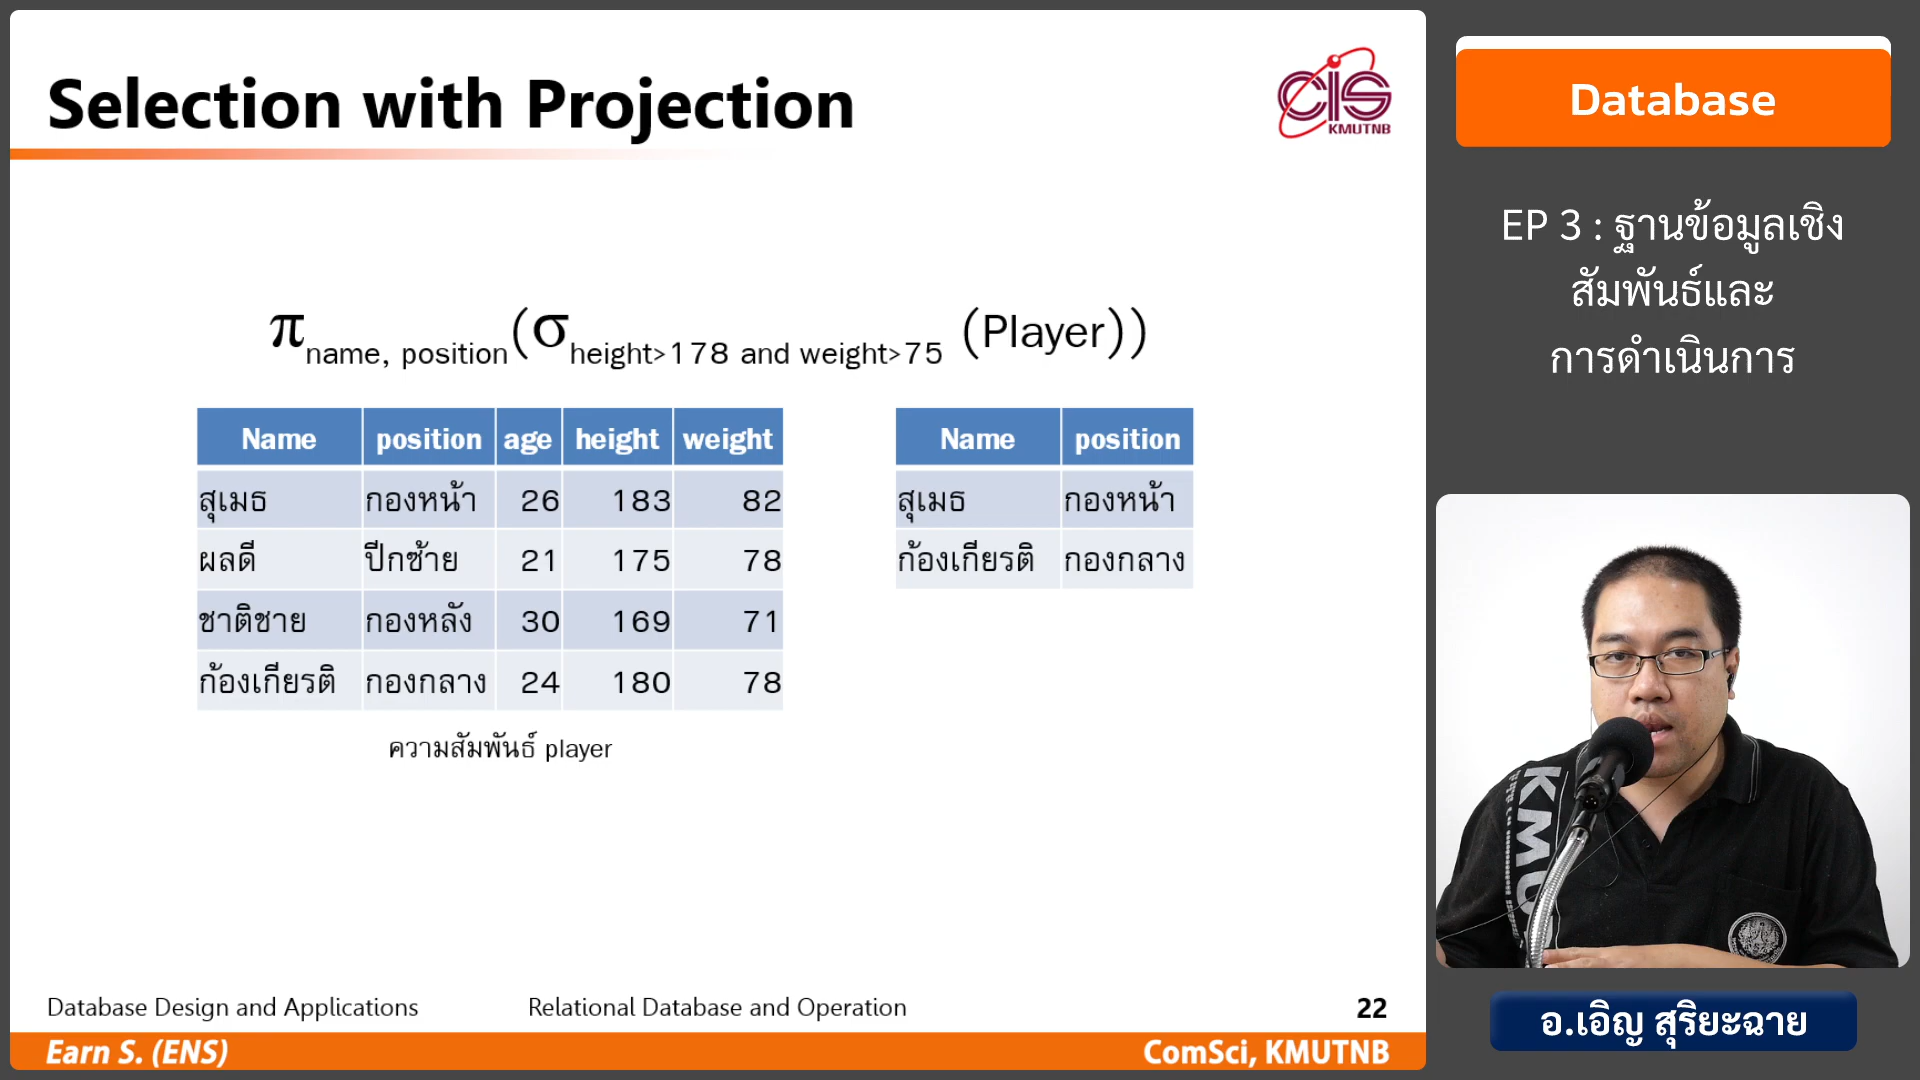 Selection with Projection
CIS
KMUTNB
π name, position (σ height>178 and weight>75 (Player))
Name position age height weight
สุเมธ กองหน้า 26 183 82
ผลดี ปีกซ้าย 21 175 78
ชาติชาย กองหลัง 30 169 71
ก้องเกียรติ กองกลาง 24 180 78
ความสัมพันธ์ player
Name position
สุเมธ กองหน้า
ก้องเกียรติ กองกลาง
Database Design and Applications
Relational Database and Operation
22
Earn S. (ENS)
ComSci, KMUTNB
Database
EP 3 : ฐานข้อมูลเชิง
สัมพันธ์และ
การดำเนินการ
KMU
อ.เอิญ สุริยะฉาย